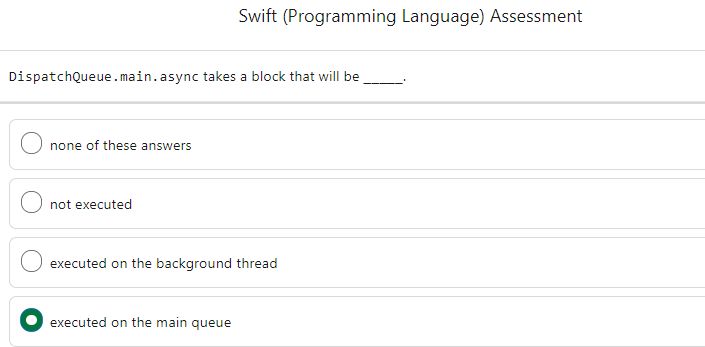 Swift (Programming Language) Assessment
DispatchQueue.main.async takes a block that will be _____.
none of these answers
not executed
executed on the background thread
executed on the main queue